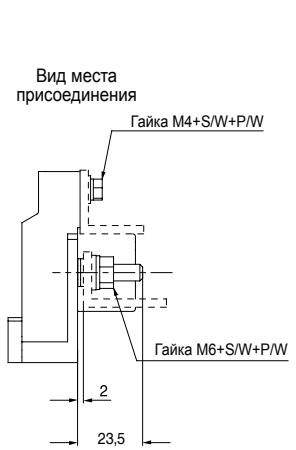 Вид места
присоединения
Гайка M4+S/W+P/W
Гайка M6+S/W+P/W
2
23,5